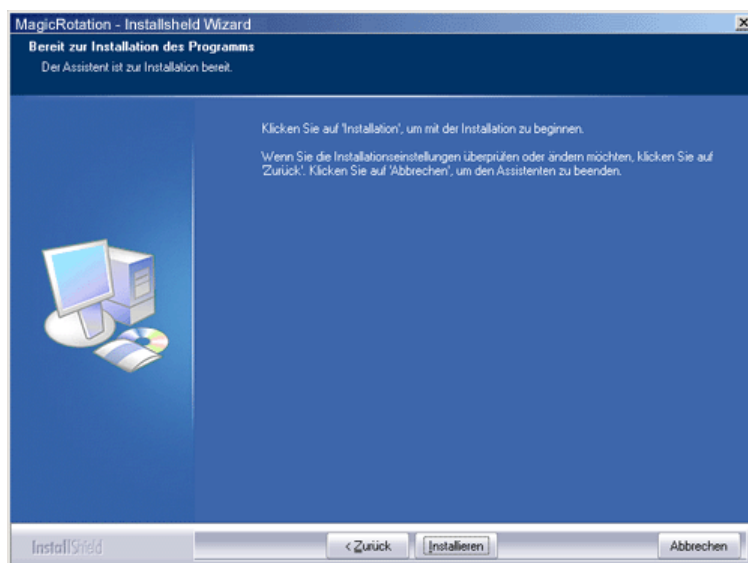 MagicRotation - Installsheld Wizard
Bereit zur Installation des Programms
Der Assistent ist zur Installation bereit.
Klicken Sie auf 'Installation', um mit der Installation zu beginnen.
Wenn Sie die Installationseinstellungen überprüfen oder ändern möchten, klicken Sie auf
'Zurück'. Klicken Sie auf 'Abbrechen', um den Assistenten zu beenden.
InstallShield
< Zurück
Installieren
Abbrechen